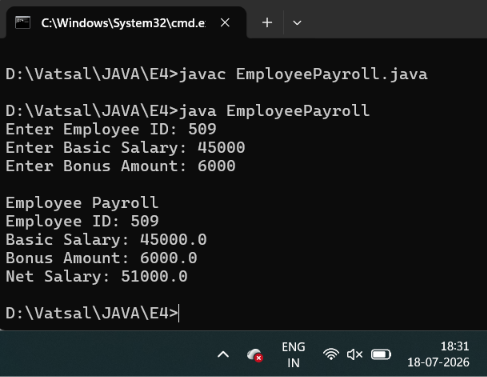 C:\Windows\System32\cmd.e:
D:\Vatsal\JAVA\E4>javac EmployeePayroll.java
D:\Vatsal\JAVA\E4>java EmployeePayroll
Enter Employee ID: 509
Enter Basic Salary: 45000
Enter Bonus Amount: 6000
Employee Payroll
Employee ID: 509
Basic Salary: 45000.0
Bonus Amount: 6000.0
Net Salary: 51000.0
D:\Vatsal\JAVA\E4>
ENG
IN
18:31
18-07-2026